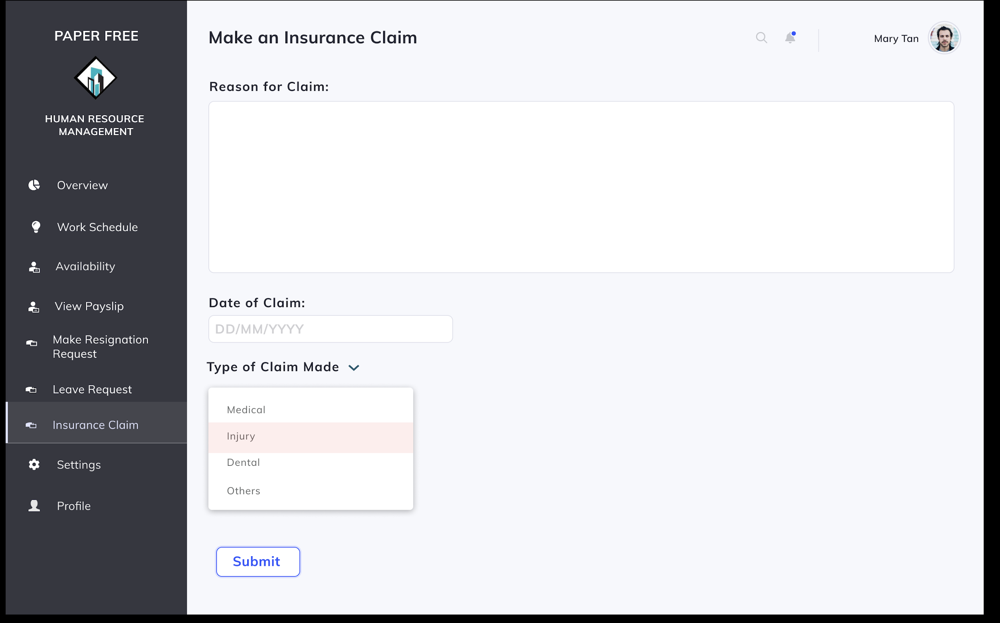 PAPER FREE
HUMAN RESOURCE
MANAGEMENT
Overview
Work Schedule
Availability
View Payslip
Make Resignation
Request
Leave Request
Insurance Claim
Settings
Profile
Make an Insurance Claim
Mary Tan
Reason for Claim:
Date of Claim:
DD/MM/YYYY
Type of Claim Made
Medical
Injury
Dental
Others
Submit